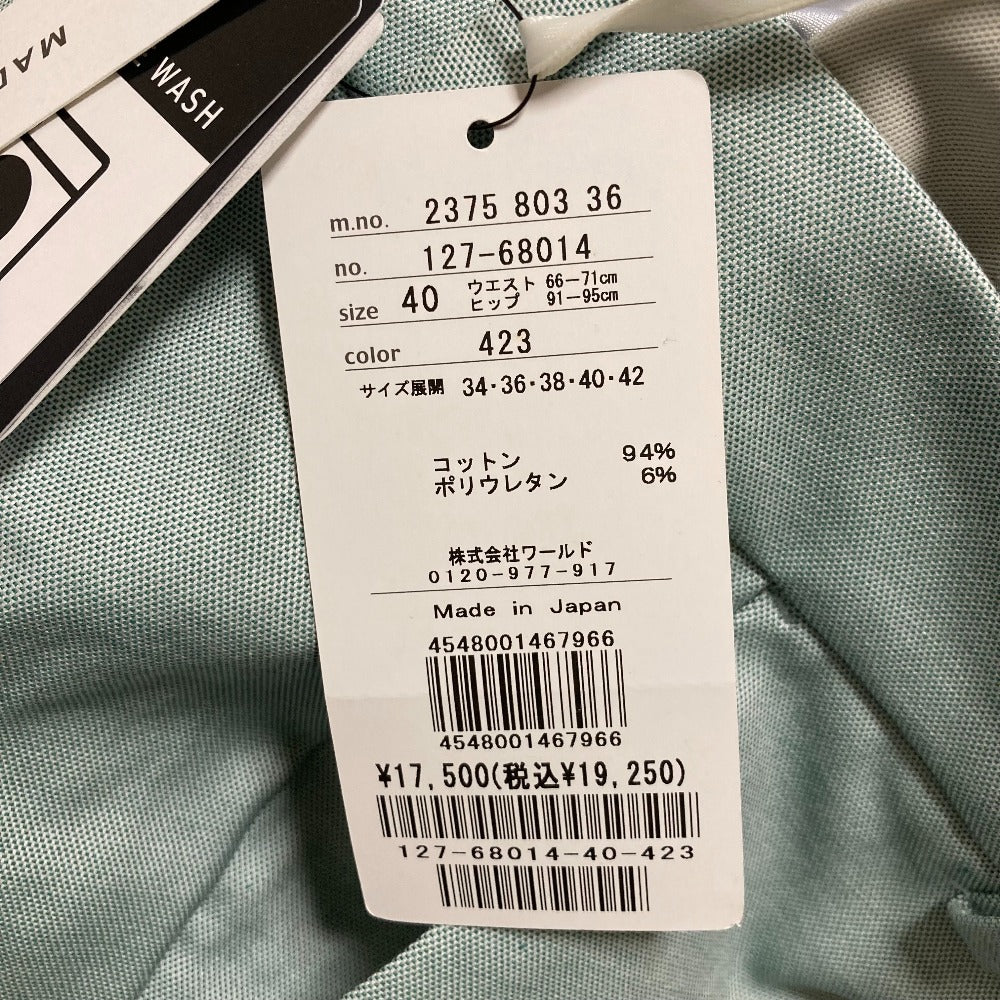 MAD
WASH
m.no. 2375 803 36
no. 127-68014
size 40 ウエスト 66－71㎝
ヒップ 91－95㎝
color 423
サイズ展開 34・36・38・40・42
コットン 94%
ポリウレタン 6%
株式会社ワールド
0120-977-917
Made in Japan
4548001467966
4548001467966
¥17,500(税込¥19,250)
127-68014-40-423